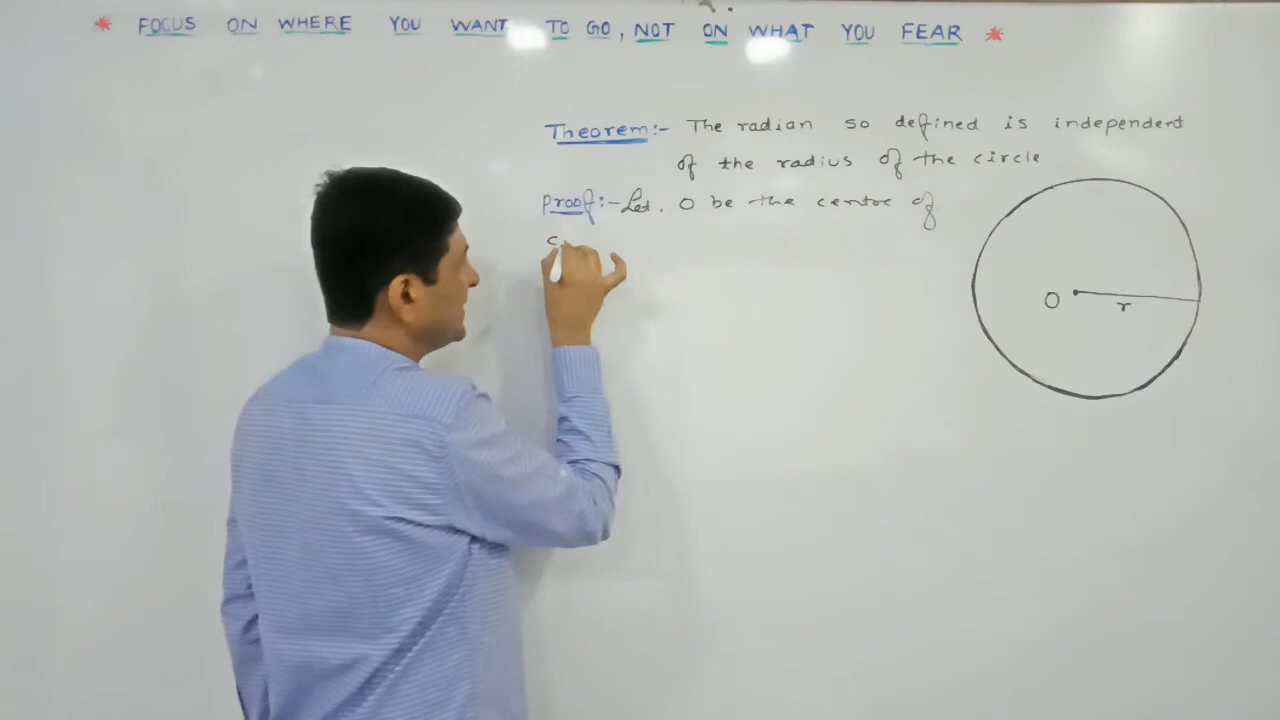 * FOCUS ON WHERE YOU WANT TO GO, NOT ON WHAT YOU FEAR *
Theorem:- The radian so defined is independent
of the radius of the circle
Proof:- Let, O be the centre of
O
r